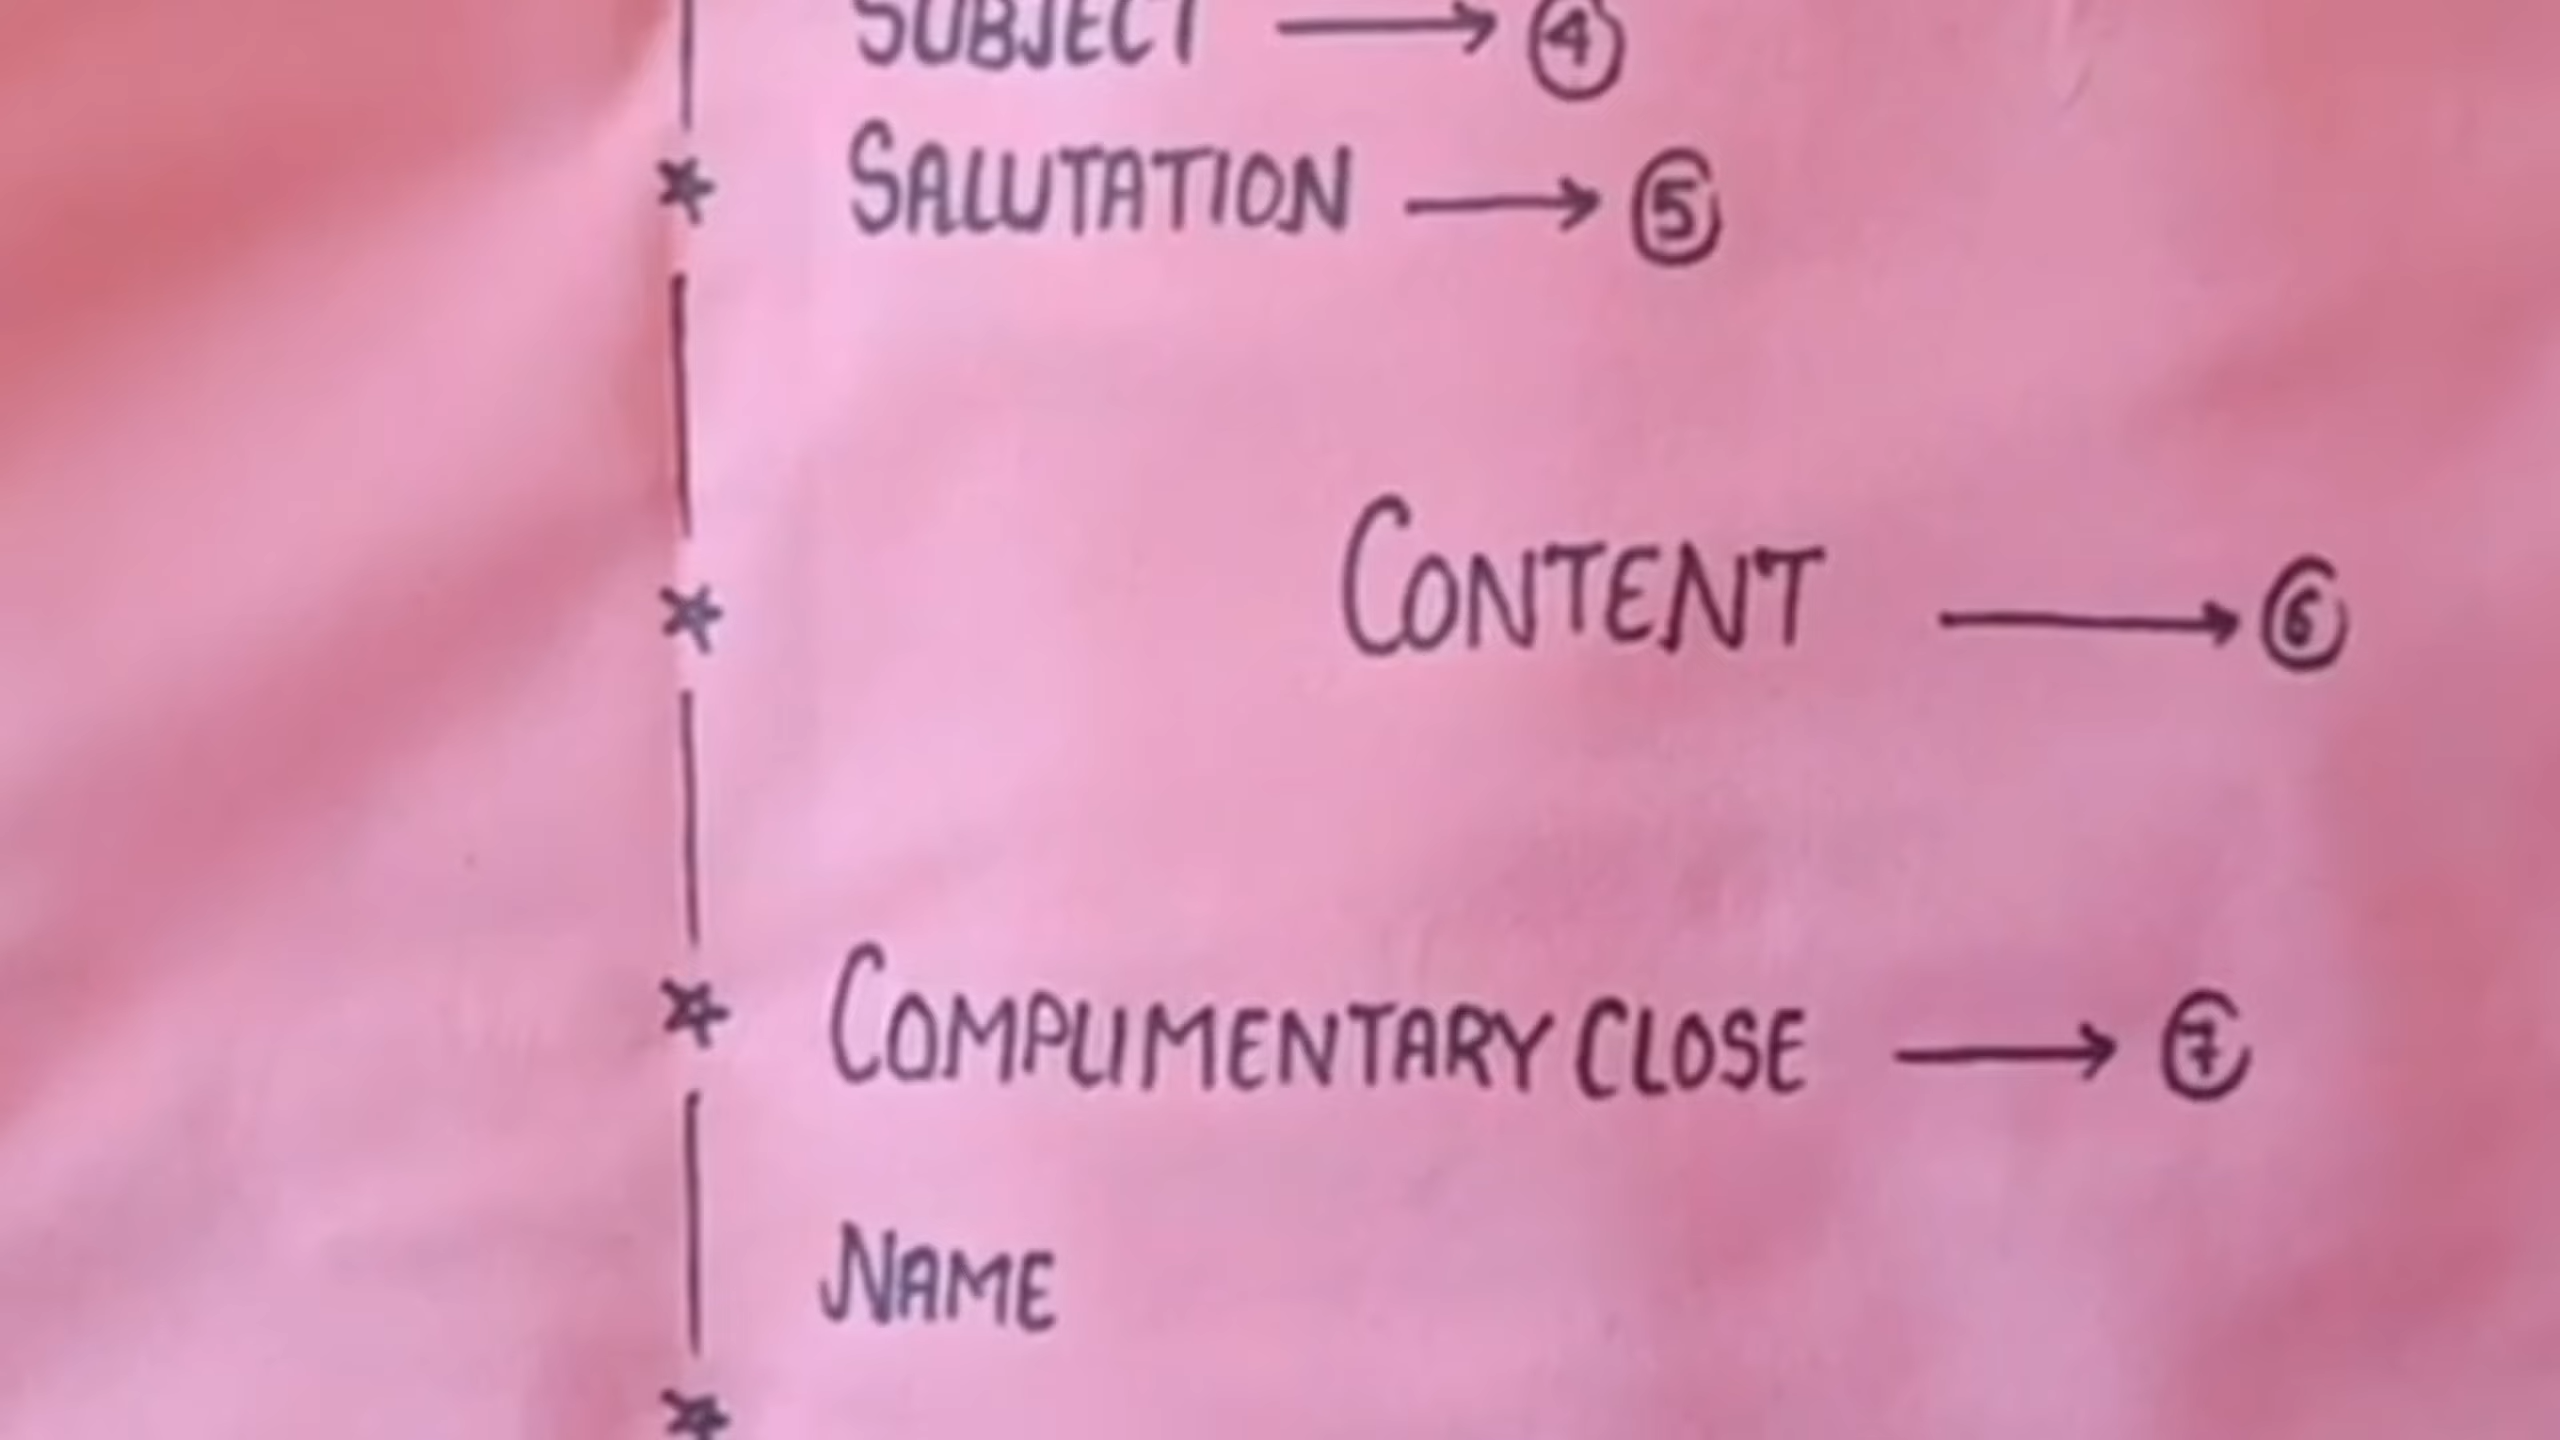 SUBJECT → ④
SALUTATION → ⑤
CONTENT → ⑥
COMPLIMENTARY CLOSE → ⑦
NAME